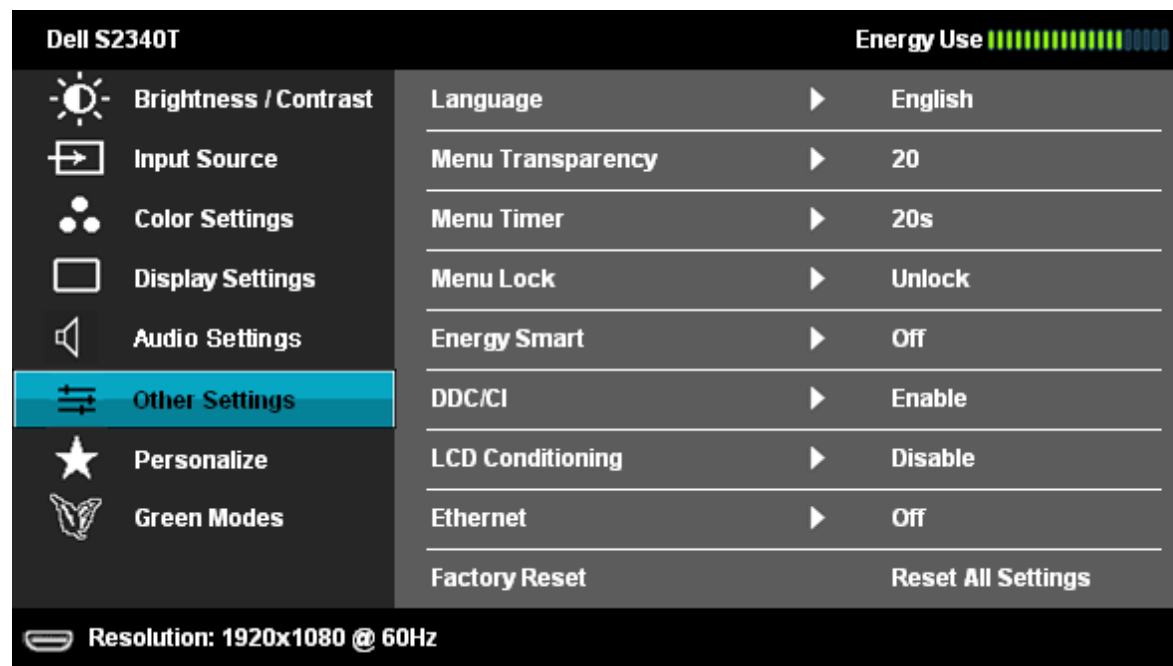 Dell S2340T Energy Use
Brightness / Contrast
Input Source
Color Settings
Display Settings
Audio Settings
Other Settings
Personalize
Green Modes
Language English
Menu Transparency 20
Menu Timer 20s
Menu Lock Unlock
Energy Smart Off
DDC/CI Enable
LCD Conditioning Disable
Ethernet Off
Factory Reset Reset All Settings
Resolution: 1920x1080 @ 60Hz